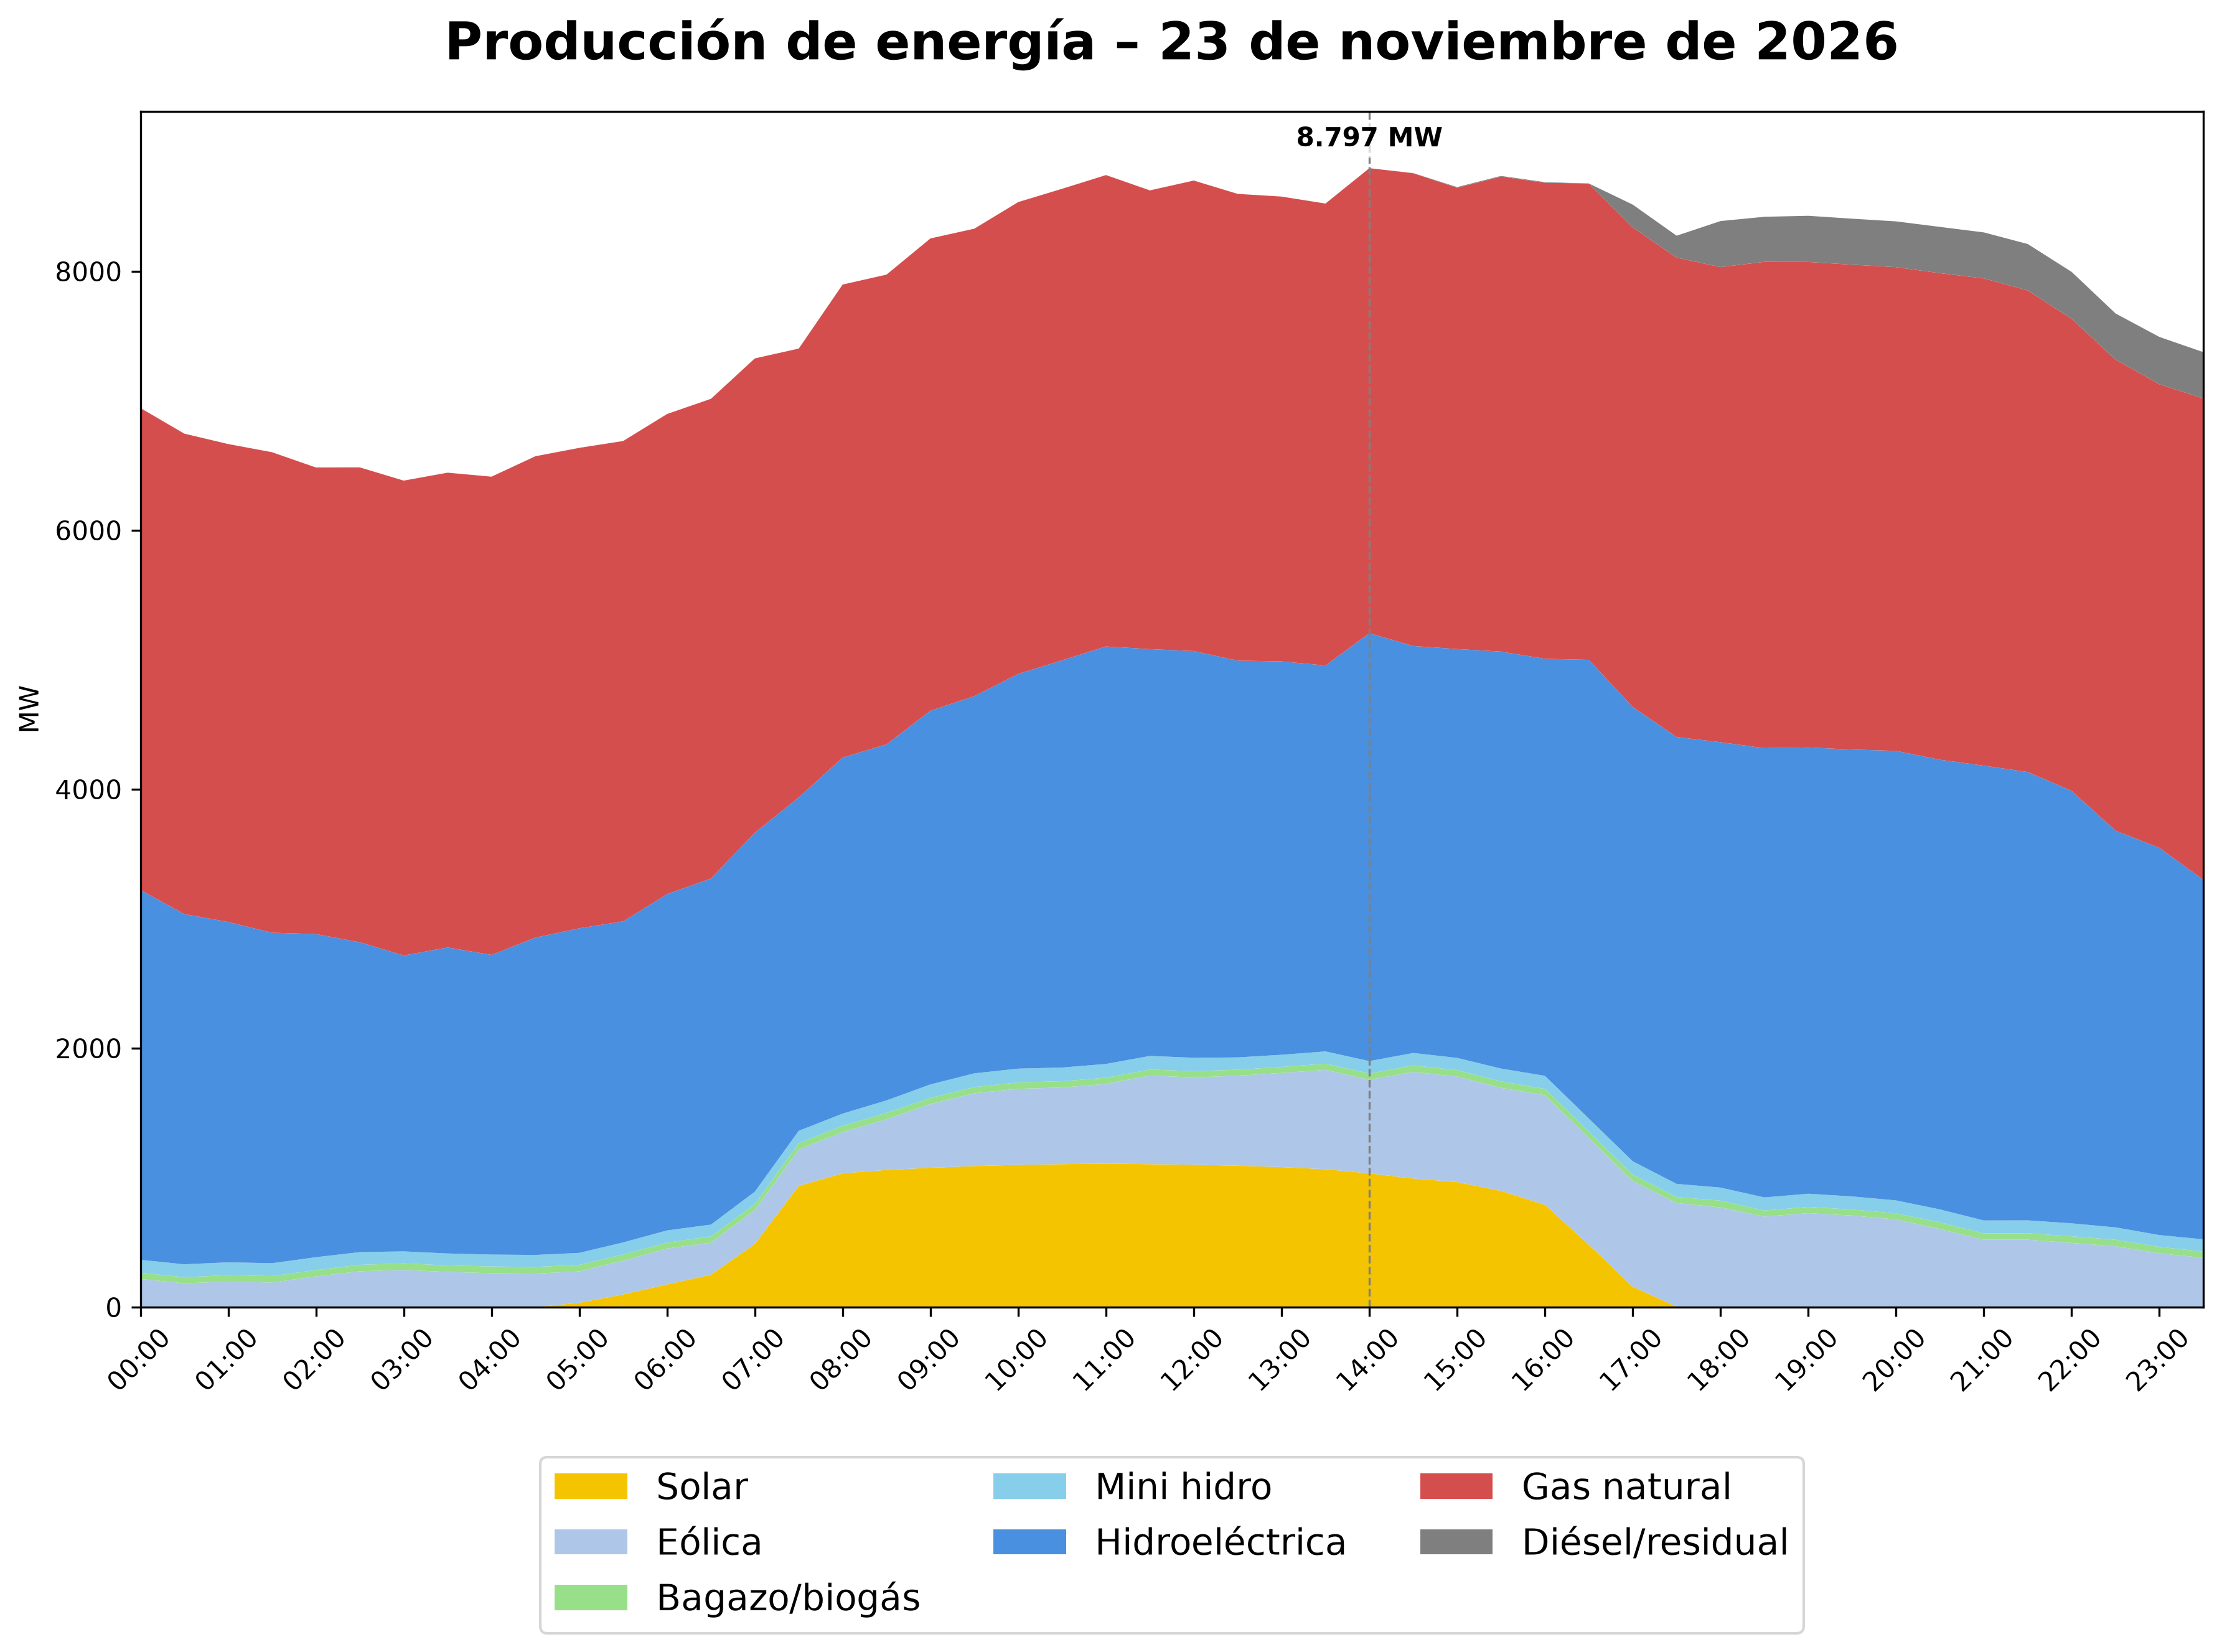 Producción de energía – 23 de noviembre de 2026
8.797 MW
8000
6000
4000
2000
0
MW
00:00
01:00
02:00
03:00
04:00
05:00
06:00
07:00
08:00
09:00
10:00
11:00
12:00
13:00
14:00
15:00
16:00
17:00
18:00
19:00
20:00
21:00
22:00
23:00
Solar
Eólica
Bagazo/biogás
Mini hidro
Hidroeléctrica
Gas natural
Diésel/residual